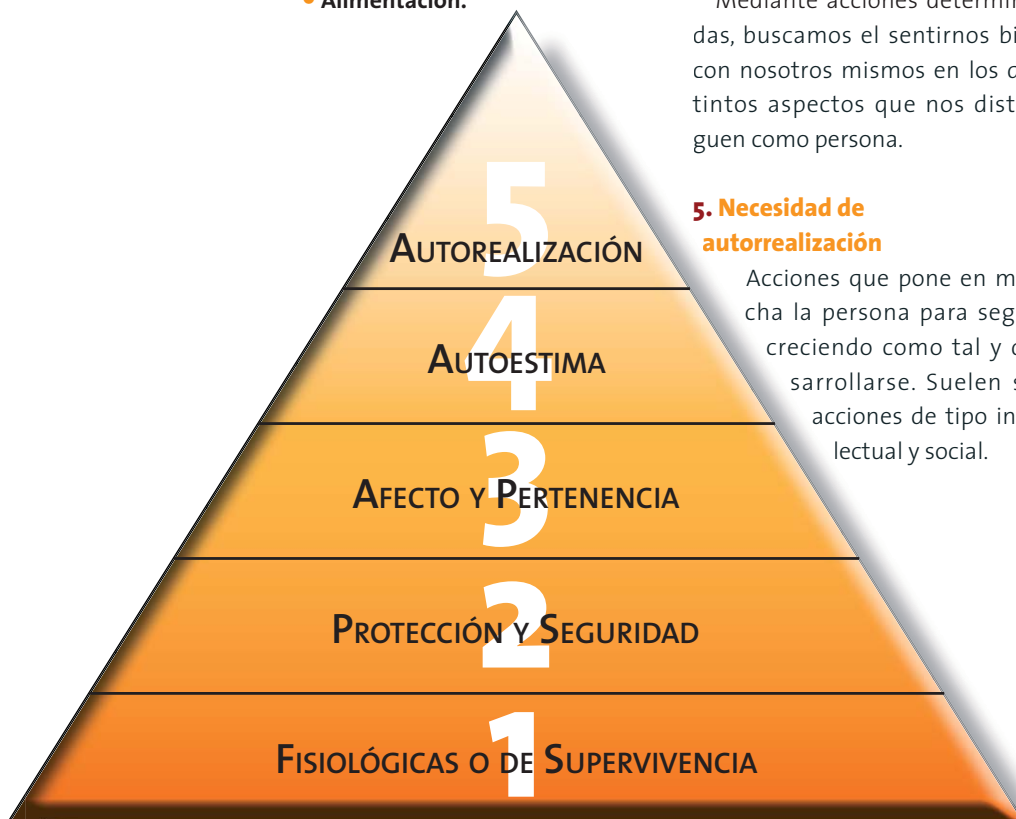 • Alimentación.
Mediante acciones determin
das, buscamos el sentirnos bi
con nosotros mismos en los
tintos aspectos que nos dist
guen como persona.
5. Necesidad de
autorrealización
Acciones que pone en m
cha la persona para seg
creciendo como tal y
sarrollarse. Suelen s
acciones de tipo in
lectual y social.
5
AUTOREALIZACIÓN
4
AUTOESTIMA
3
AFECTO Y PERTENENCIA
2
PROTECCIÓN Y SEGURIDAD
1
FISIOLÓGICAS O DE SUPERVIVENCIA